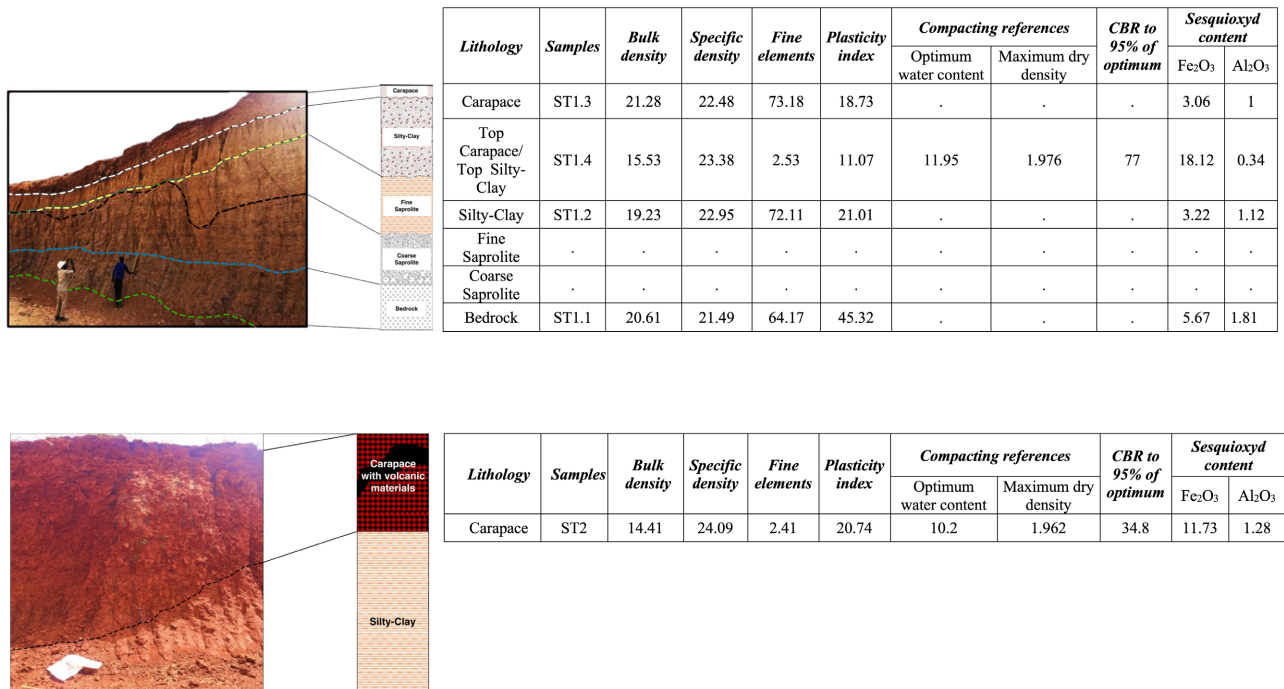 Lithology Samples Bulk density Specific density Fine elements Plasticity index Compacting references CBR to 95% of optimum Sesquioxyd content
Optimum water content Maximum dry density Fe₂O₃ Al₂O₃
Carapace ST1.3 21.28 22.48 73.18 18.73 . . . 3.06 1
Top Carapace/ Top Silty-Clay ST1.4 15.53 23.38 2.53 11.07 11.95 1.976 77 18.12 0.34
Silty-Clay ST1.2 19.23 22.95 72.11 21.01 . . . 3.22 1.12
Fine Saprolite . . . . . . . . . .
Coarse Saprolite . . . . . . . . . .
Bedrock ST1.1 20.61 21.49 64.17 45.32 . . . 5.67 1.81
Carapace
Silty-Clay
Fine
Saprolite
Coarse
Saprolite
Bedrock
Carapace
with volcanic
materials
Silty-Clay
Lithology Samples Bulk density Specific density Fine elements Plasticity index Compacting references CBR to 95% of optimum Sesquioxyd content
Optimum water content Maximum dry density Fe₂O₃ Al₂O₃
Carapace ST2 14.41 24.09 2.41 20.74 10.2 1.962 34.8 11.73 1.28